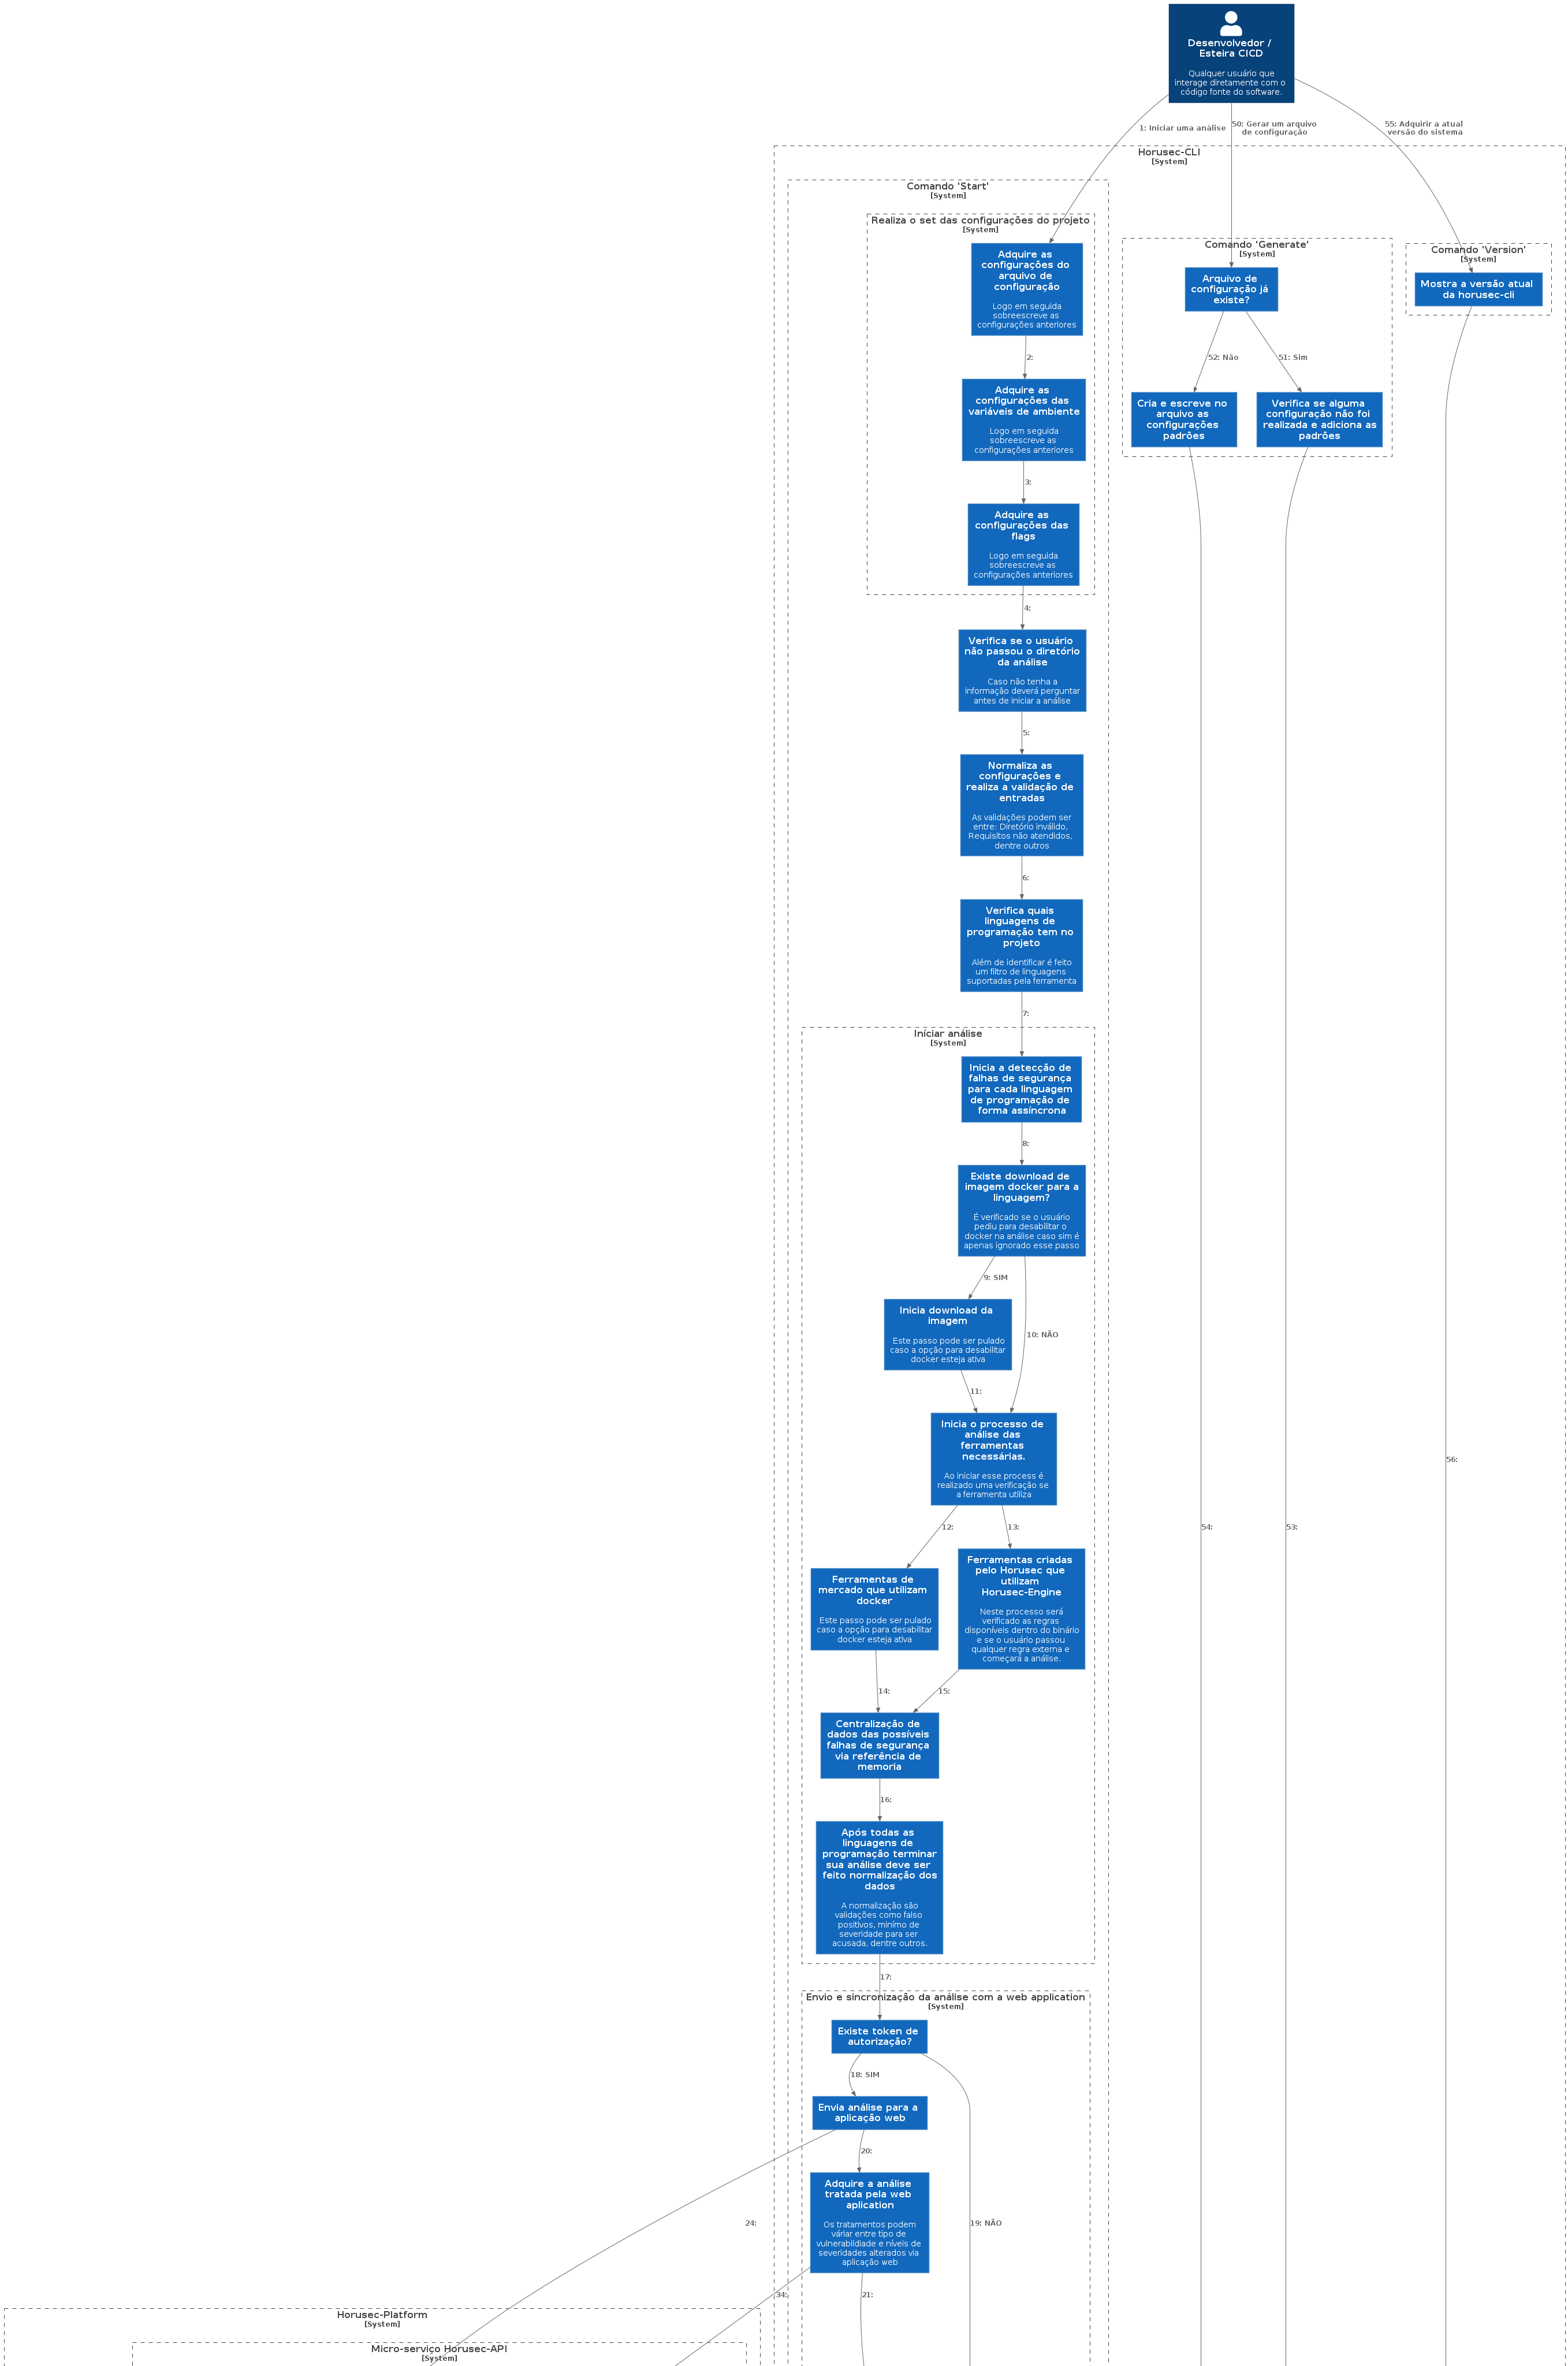 Desenvolvedor /
Esteira CICD
Qualquer usuário que
interage diretamente com o
código fonte do software.
1: Iniciar uma análise
50: Gerar um arquivo
de configuração
55: Adquirir a atual
versão do sistema
Horusec-CLI
[System]
Comando 'Start'
[System]
Realiza o set das configurações do projeto
[System]
Adquire as
configurações do
arquivo de
configuração
Logo em seguida
sobreescreve as
configurações anteriores
2:
Adquire as
configurações das
variáveis de ambiente
Logo em seguida
sobreescreve as
configurações anteriores
3:
Adquire as
configurações das
flags
Logo em seguida
sobreescreve as
configurações anteriores
4:
Comando 'Generate'
[System]
Arquivo de
configuração já
existe?
52: Não
51: Sim
Cria e escreve no
arquivo as
configurações
padrões
Verifica se alguma
configuração não foi
realizada e adiciona as
padrões
Comando 'Version'
[System]
Mostra a versão atual
da horusec-cli
Verifica se o usuário
não passou o diretório
da análise
Caso não tenha a
informação deverá perguntar
antes de iniciar a análise
5:
Normaliza as
configurações e
realiza a validação de
entradas
As validações podem ser
entre: Diretório inválido,
Requisitos não atendidos,
dentre outros
6:
Verifica quais
linguagens de
programação tem no
projeto
Além de identificar é feito
um filtro de linguagens
suportadas pela ferramenta
7:
Iníciar análise
[System]
Inicia a detecção de
falhas de segurança
para cada linguagem
de programação de
forma assíncrona
8:
Existe download de
imagem docker para a
linguagem?
É verificado se o usuário
pediu para desabilitar o
docker na análise caso sim é
apenas ignorado esse passo
9: SIM
10: NÃO
Inicia download da
imagem
Este passo pode ser pulado
caso a opção para desabilitar
docker esteja ativa
11:
Inicia o processo de
análise das
ferramentas
necessárias.
Ao iniciar esse process é
realizado uma verificação se
a ferramenta utiliza
56:
12:
13:
54:
53:
Ferramentas de
mercado que utilizam
docker
Este passo pode ser pulado
caso a opção para desabilitar
docker esteja ativa
Ferramentas criadas
pelo Horusec que
utilizam
Horusec-Engine
Neste processo será
verificado as regras
disponíveis dentro do binário
e se o usuário passou
qualquer regra externa e
começará a análise.
14:
15:
Centralização de
dados das possíveis
falhas de segurança
via referência de
memoria
16:
Após todas as
linguagens de
programação terminar
sua análise deve ser
feito normalização dos
dados
A normalização são
validações como falso
positivos, minímo de
severidade para ser
acusada, dentre outros.
17:
Envio e sincronização da análise com a web application
[System]
Existe token de
autorização?
18: SIM
Envia análise para a
aplicação web
20:
Adquire a análise
tratada pela web
aplication
Os tratamentos podem
váriar entre tipo de
vulnerabildiade e níveis de
severidades alterados via
aplicação web
24:
19: NÃO
34:
21:
Horusec-Platform
[System]
Micro-serviço Horusec-API
[System]